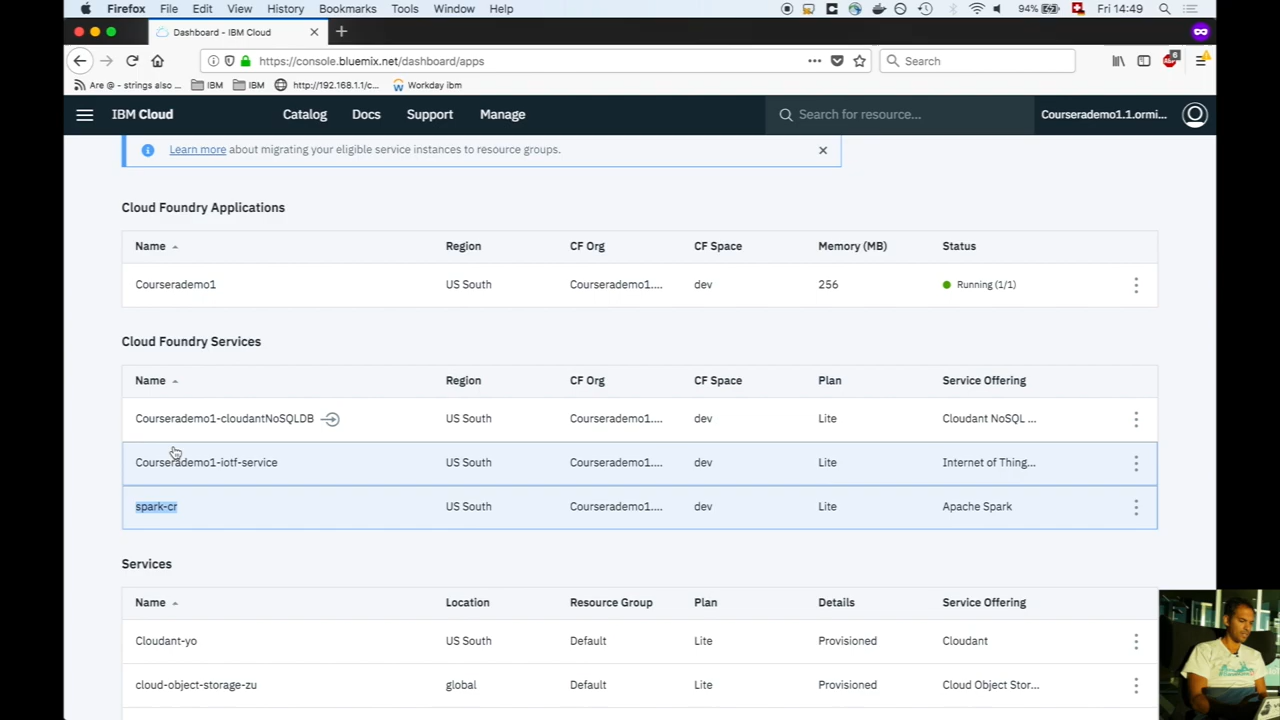 Firefox File Edit View History Bookmarks Tools Window Help 94% Fri 14:49
Dashboard - IBM Cloud
https://console.bluemix.net/dashboard/apps Search
Are @ - strings also ... IBM IBM http://192.168.1.1/c... Workday ibm
IBM Cloud Catalog Docs Support Manage Search for resource... Courserademo1.1.ormi...
Learn more about migrating your eligible service instances to resource groups.
Cloud Foundry Applications
Name Region CF Org CF Space Memory (MB) Status
Courserademo1 US South Courserademo1.... dev 256 Running (1/1)
Cloud Foundry Services
Name Region CF Org CF Space Plan Service Offering
Courserademo1-cloudantNoSQLDB US South Courserademo1.... dev Lite Cloudant NoSQL ...
Courserademo1-iotf-service US South Courserademo1.... dev Lite Internet of Thing...
spark-cr US South Courserademo1.... dev Lite Apache Spark
Services
Name Location Resource Group Plan Details Service Offering
Cloudant-yo US South Default Lite Provisioned Cloudant
cloud-object-storage-zu global Default Lite Provisioned Cloud Object Stor...